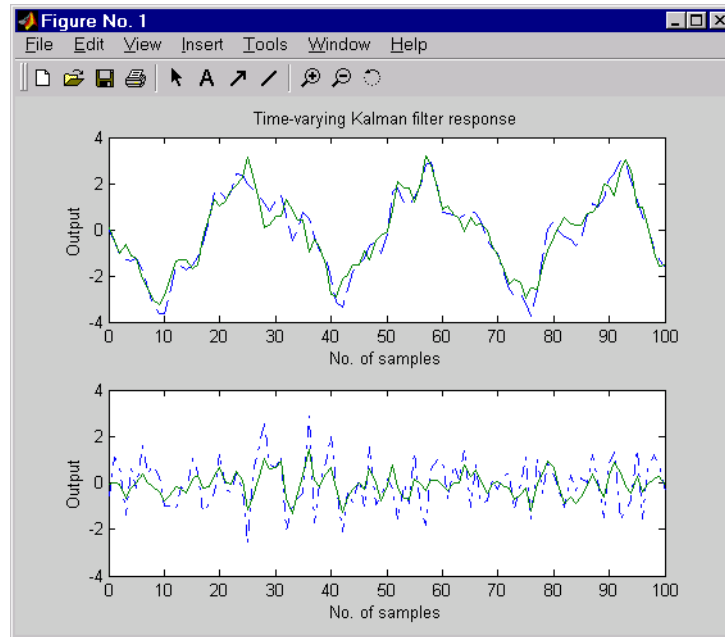 Figure No. 1
File Edit View Insert Tools Window Help
A
Time-varying Kalman filter response
4
2
0
-2
-4
Output
0 10 20 30 40 50 60 70 80 90 100
No. of samples
4
2
0
-2
-4
Output
0 10 20 30 40 50 60 70 80 90 100
No. of samples